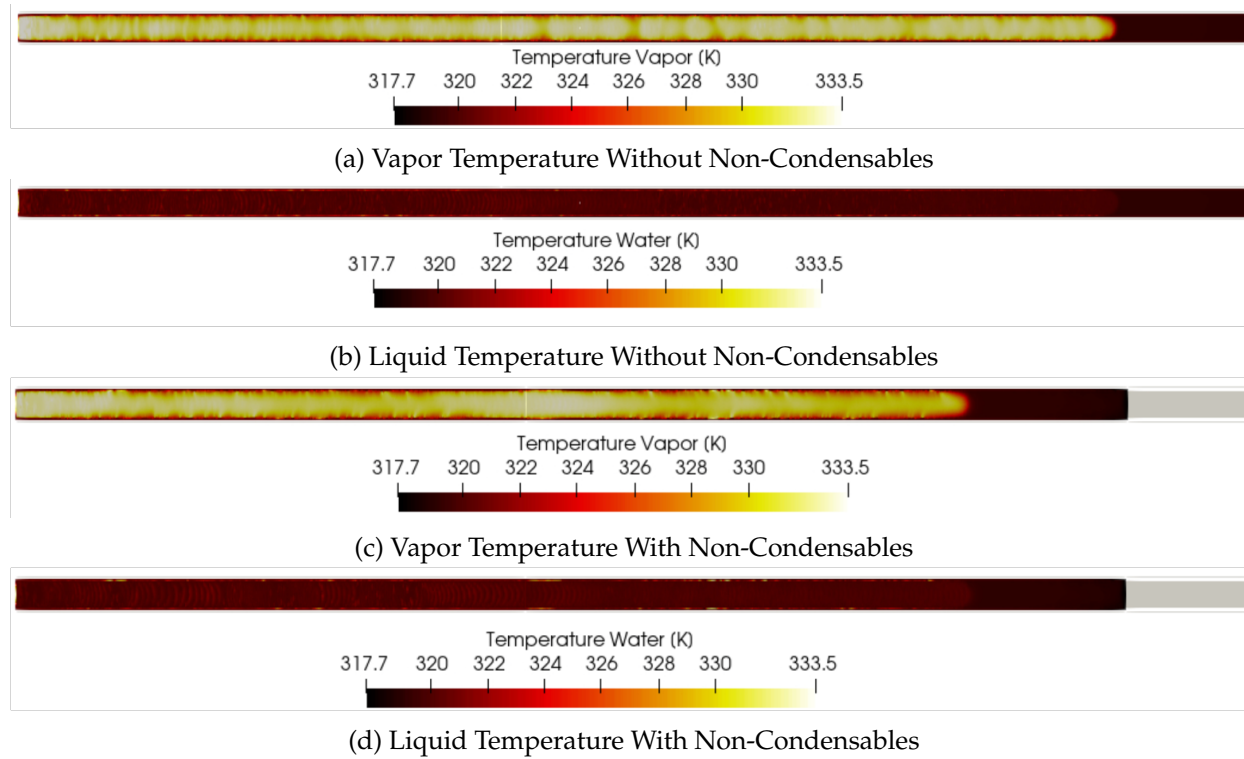 Temperature Vapor (K)
317.7 320 322 324 326 328 330 333.5
(a) Vapor Temperature Without Non-Condensables
Temperature Water (K)
317.7 320 322 324 326 328 330 333.5
(b) Liquid Temperature Without Non-Condensables
Temperature Vapor (K)
317.7 320 322 324 326 328 330 333.5
(c) Vapor Temperature With Non-Condensables
Temperature Water (K)
317.7 320 322 324 326 328 330 333.5
(d) Liquid Temperature With Non-Condensables